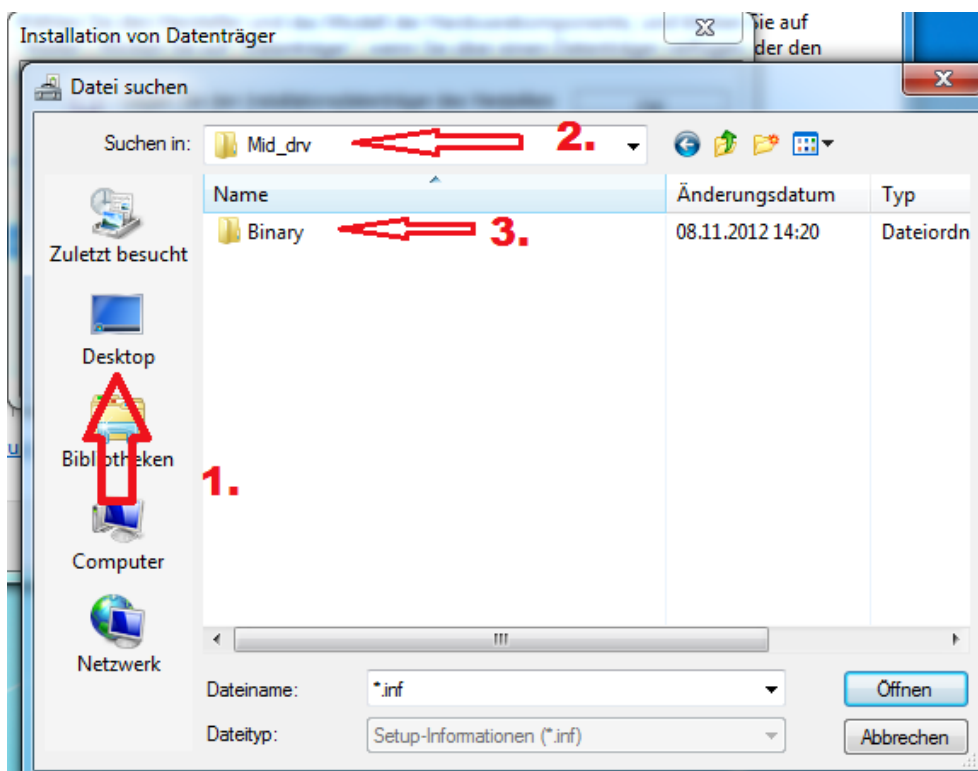 Installation von Datenträger
Sie auf
der den
Datei suchen
Suchen in:
Mid_drv
2.
Name
Änderungsdatum
Typ
Binary
3.
08.11.2012 14:20
Dateiordn
Zuletzt besucht
Desktop
Bibliotheken
1.
Computer
Netzwerk
Dateiname:
*.inf
Öffnen
Dateityp:
Setup-Informationen (*.inf)
Abbrechen